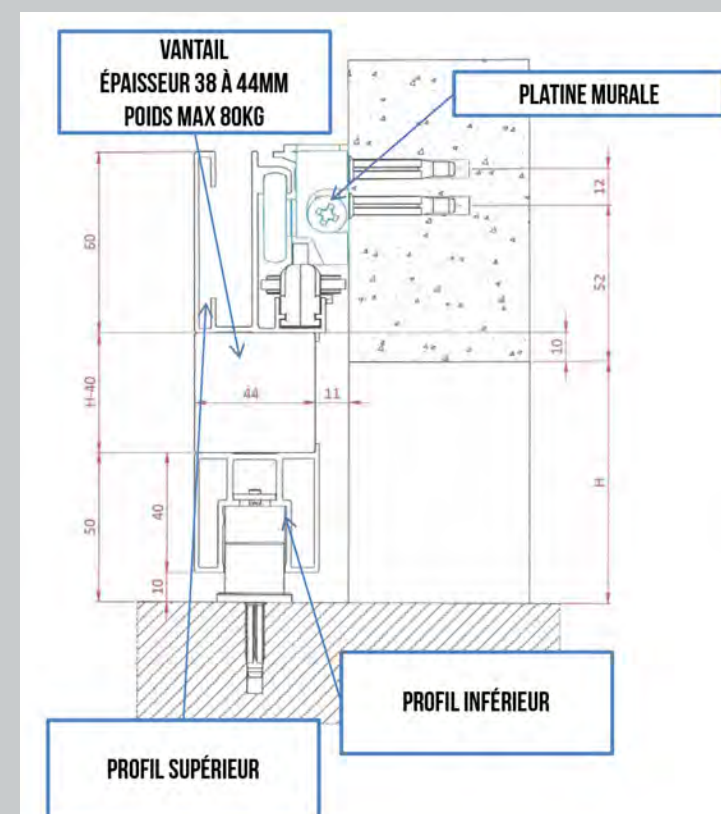 VANTAIL
ÉPAISSEUR 38 À 44MM
POIDS MAX 80KG
PLATINE MURALE
12
60
52
10
H-40
44
11
H
50
40
10
PROFIL INFÉRIEUR
PROFIL SUPÉRIEUR